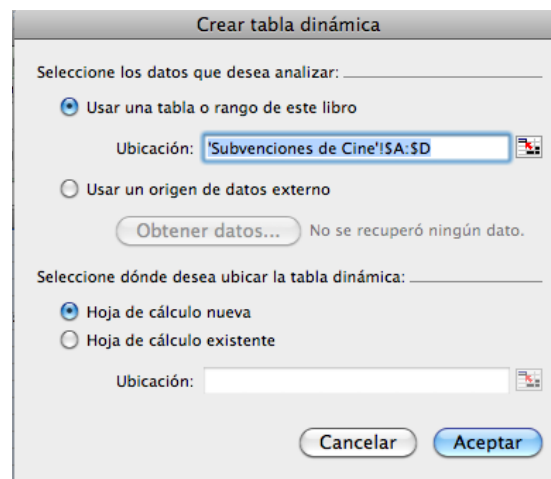 Crear tabla dinámica
Seleccione los datos que desea analizar:
Usar una tabla o rango de este libro
Ubicación: 'Subvenciones de Cine'!$A:$D
Usar un origen de datos externo
Obtener datos... No se recuperó ningún dato.
Seleccione dónde desea ubicar la tabla dinámica:
Hoja de cálculo nueva
Hoja de cálculo existente
Ubicación:
Cancelar Aceptar